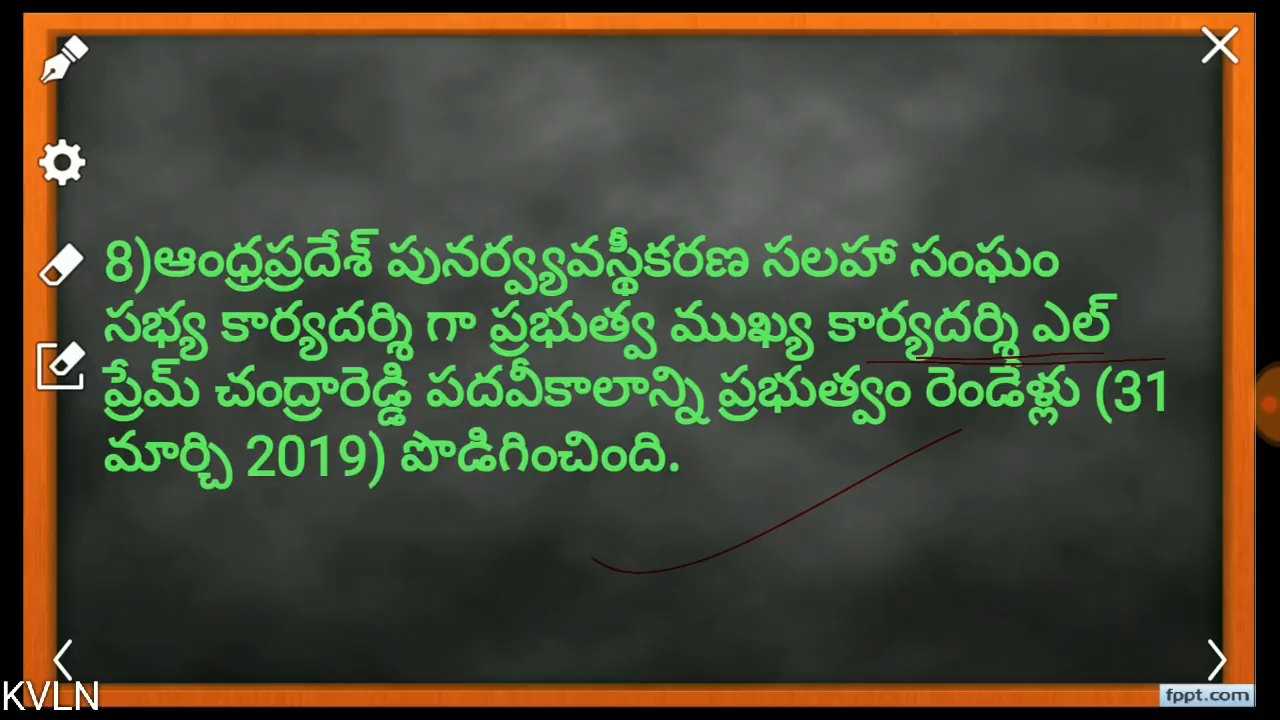 8)ఆంధ్రప్రదేశ్ పునర్వ్యవస్థీకరణ సలహా సంఘం
సభ్య కార్యదర్శి గా ప్రభుత్వ ముఖ్య కార్యదర్శి ఎల్
ప్రేమ్ చంద్రారెడ్డి పదవీకాలాన్ని ప్రభుత్వం రెండేళ్లు (31
మార్చి 2019) పొడిగించింది.
KVLN
fppt.com